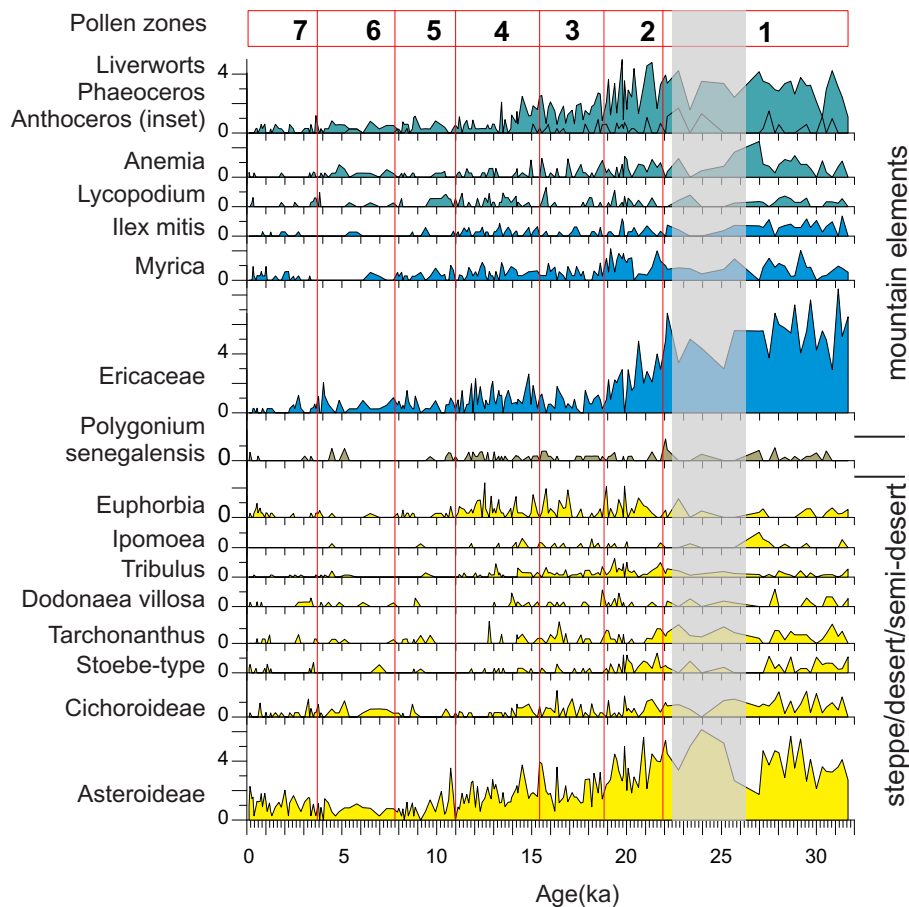 Pollen zones
7 6 5 4 3 2 1
Liverworts
Phaeoceros
Anthoceros (inset)
4
0
Anemia
0
Lycopodium
0
Ilex mitis
0
Myrica
0
Ericaceae
4
0
Polygonium
senegalensis
0
Euphorbia
0
Ipomoea
0
Tribulus
0
Dodonaea villosa
0
Tarchonanthus
0
Stoebe-type
0
Cichoroideae
0
Asteroideae
4
0
0 5 10 15 20 25 30
Age(ka)
mountain elements
steppe/desert/semi-desert